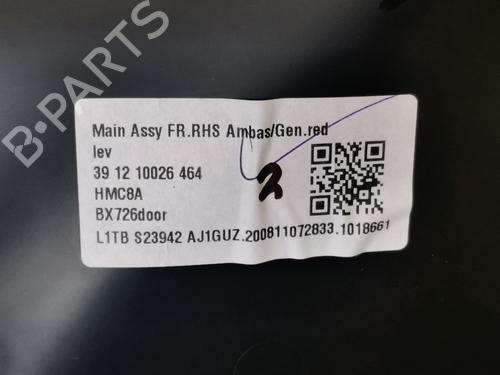 B-PARTS
Main Assy FR.RHS Ambas/Gen.red
lev
39 12 10026 464
HMC8A
BX726door
2
L1TB S23942 AJ1GUZ.200811072833.1018661